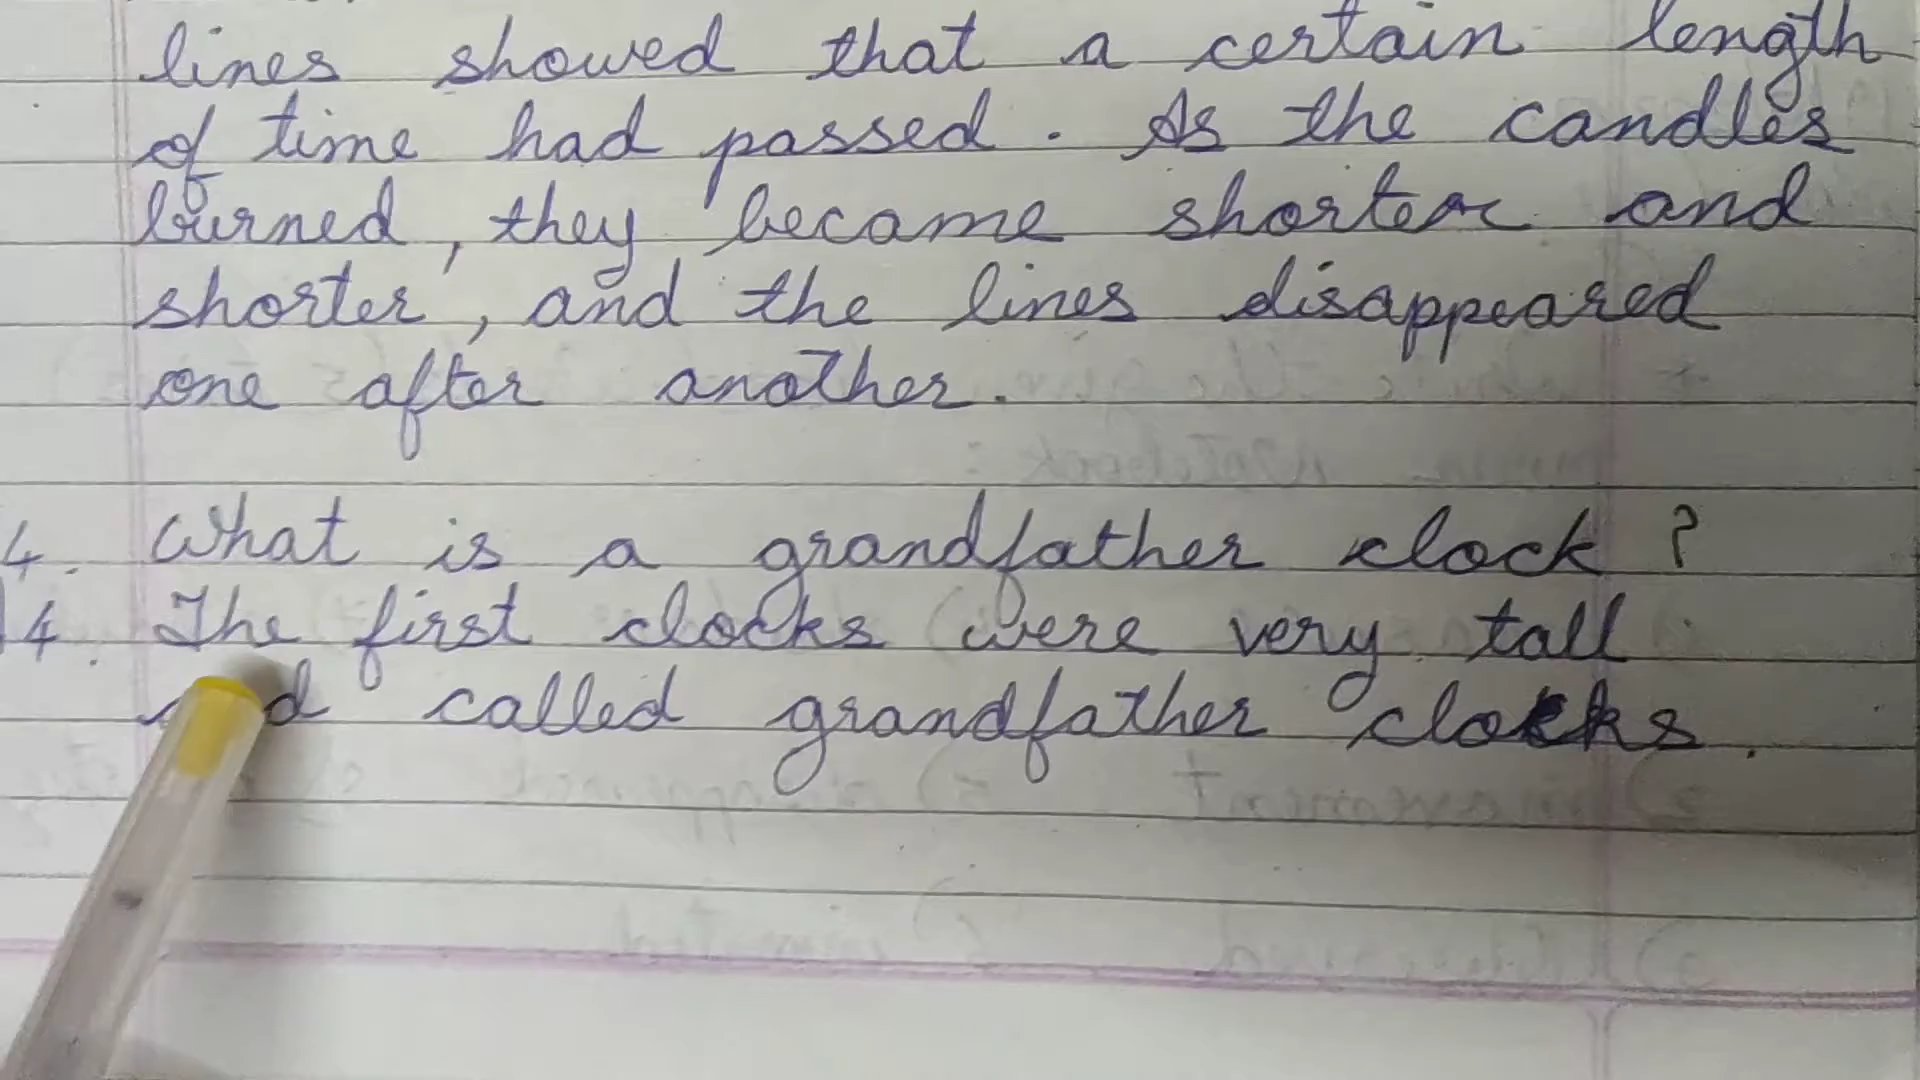 lines showed that a certain length
of time had passed. As the candles
burned, they became shorter and
shorter, and the lines disappeared
one after another.
4. What is a grandfather clock?
4. The first clocks were very tall
and called grandfather clocks.